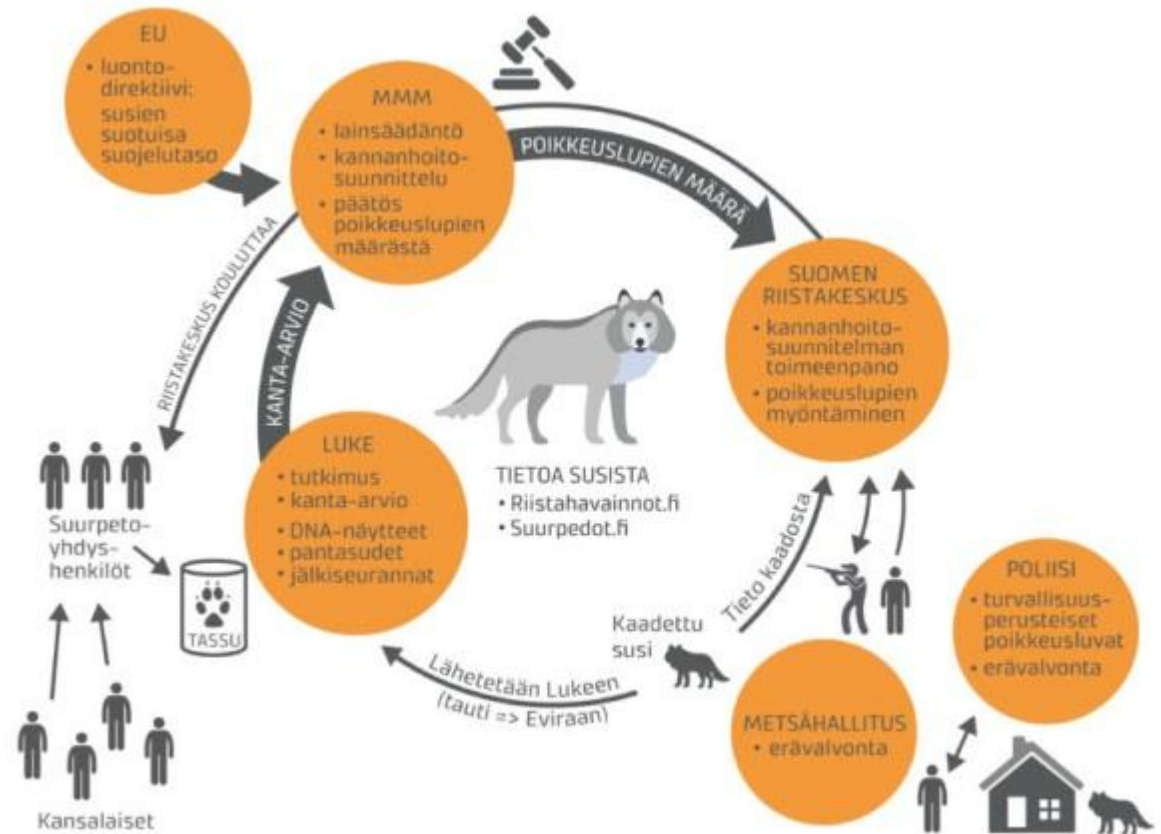 EU
• luonto-
direktiivi:
susien
suotuisa
suojelutaso
MMM
• lainsäädäntö
• kannanhoito-
suunnittelu
• päätös
poikkeuslupien
määrästä
POIKKEUSLUPIEN MÄÄRÄ
SUOMEN
RIISTAKESKUS
• kannanhoito-
suunnitelman
toimeenpano
• poikkeuslupien
myöntäminen
RIISTAKESKUS KOULUTTAA
KANTA-ARVIO
LUKE
• tutkimus
• kanta-arvio
• DNA-näytteet
• pantasudet
• jälkiseurannat
TIETOA SUSISTA
• Riistahavainnot.fi
• Suurpedot.fi
Suurpeto-
yhdys-
henkilöt
TASSU
Kansalaiset
Kaadettu
susi
Tieto kaadosta
Lähetetään Lukeen
(tauti => Eviraan)
METSÄHALLITUS
• erävalvonta
POLIISI
• turvallisuus-
perusteiset
poikkeusluvat
• erävalvonta